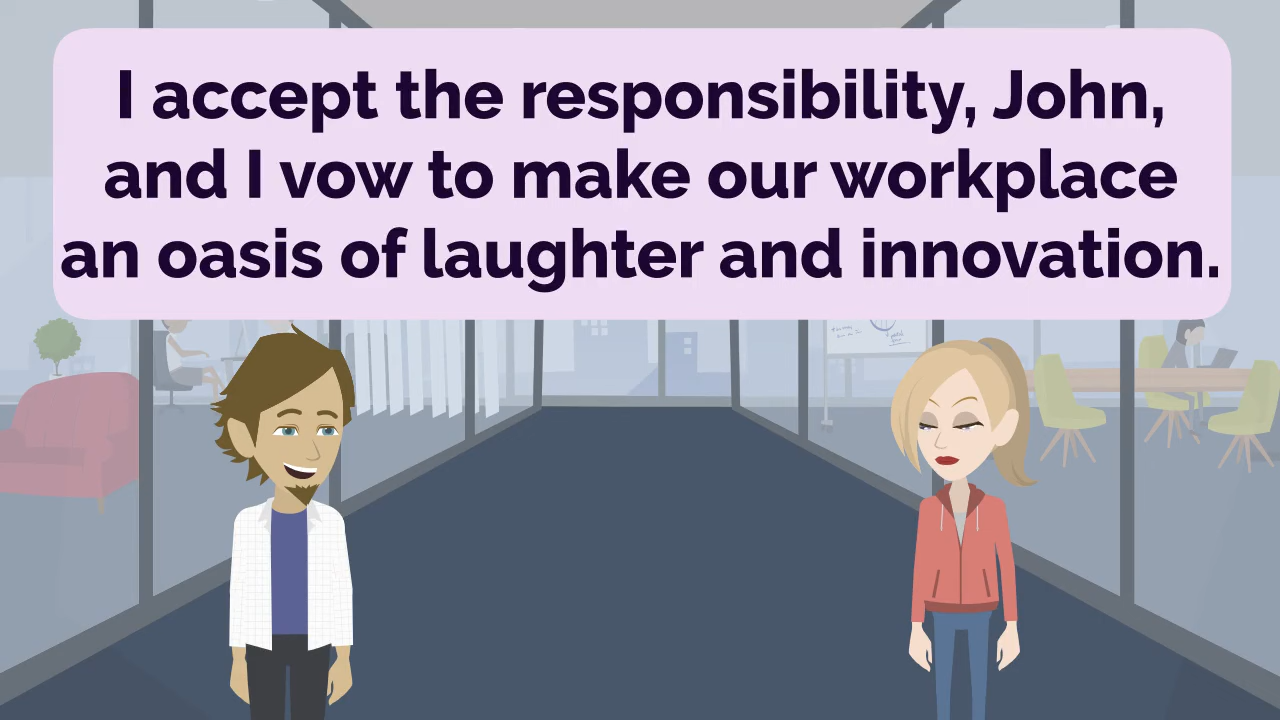 I accept the responsibility, John,
and I vow to make our workplace
an oasis of laughter and innovation.